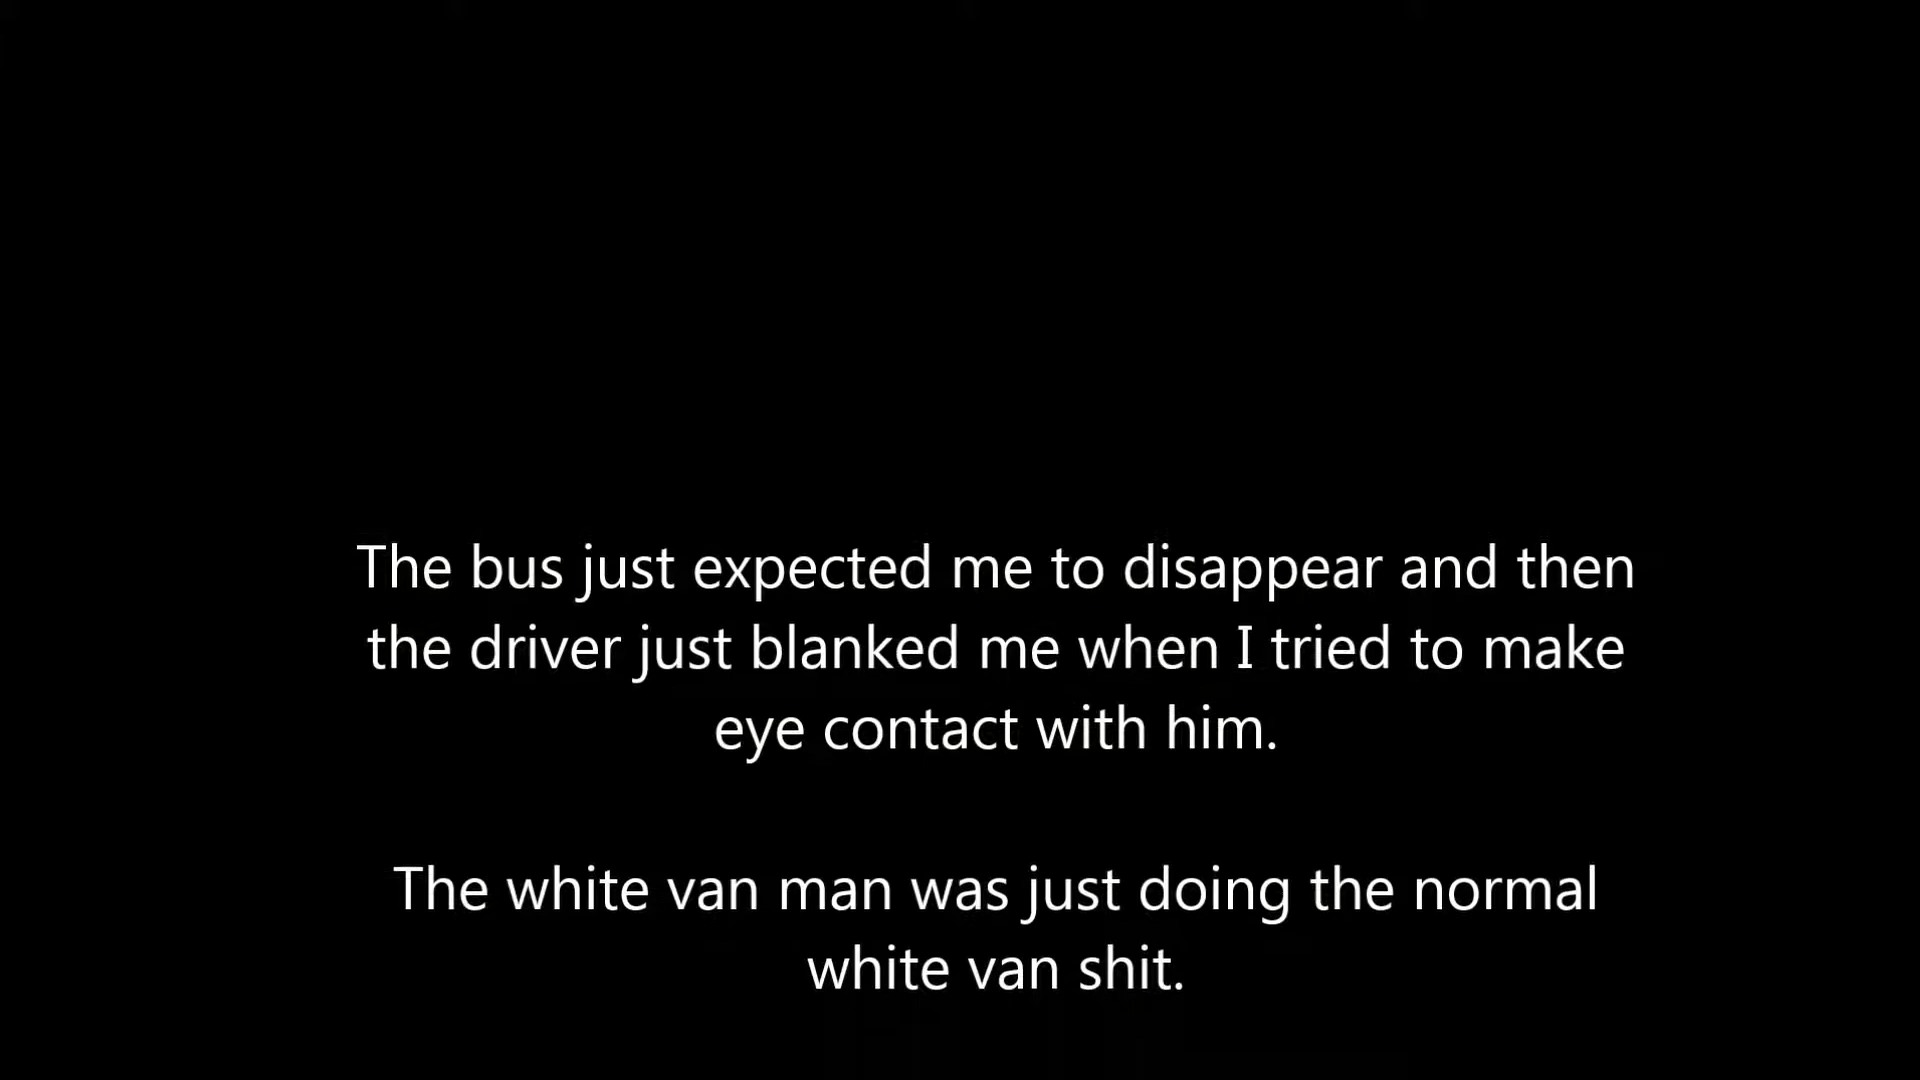 The bus just expected me to disappear and then
the driver just blanked me when I tried to make
eye contact with him.
The white van man was just doing the normal
white van shit.